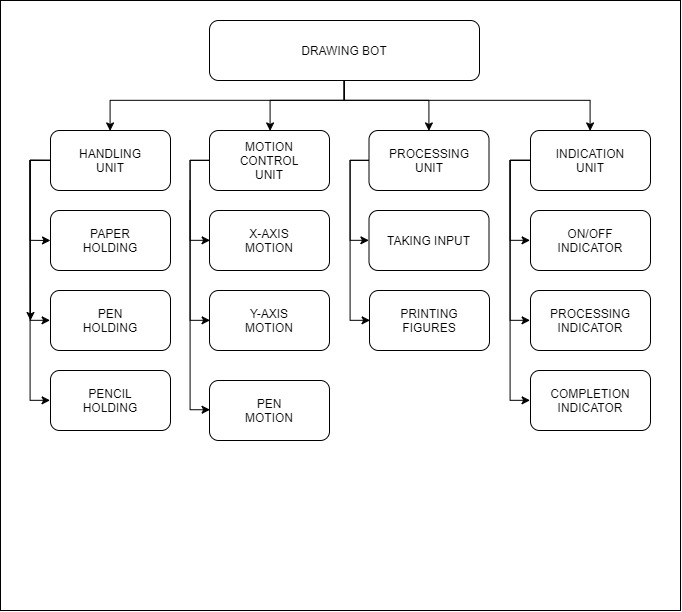 DRAWING BOT
HANDLING
UNIT
MOTION
CONTROL
UNIT
PROCESSING
UNIT
INDICATION
UNIT
PAPER
HOLDING
X-AXIS
MOTION
TAKING INPUT
ON/OFF
INDICATOR
PEN
HOLDING
Y-AXIS
MOTION
PRINTING
FIGURES
PROCESSING
INDICATOR
PENCIL
HOLDING
PEN
MOTION
COMPLETION
INDICATOR